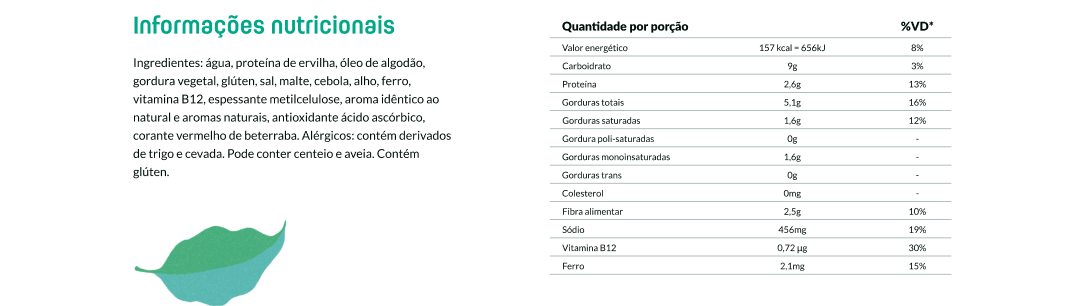 Informações nutricionais
Ingredientes: água, proteína de ervilha, óleo de algodão,
gordura vegetal, glúten, sal, malte, cebola, alho, ferro,
vitamina B12, espessante metilcelulose, aroma idêntico ao
natural e aromas naturais, antioxidante ácido ascórbico,
corante vermelho de beterraba. Alérgicos: contém derivados
de trigo e cevada. Pode conter centeio e aveia. Contém
glúten.
Quantidade por porção %VD*
Valor energético 157 kcal = 656kJ 8%
Carboidrato 9g 3%
Proteína 2,6g 13%
Gorduras totais 5,1g 16%
Gorduras saturadas 1,6g 12%
Gordura poli-saturadas 0g -
Gorduras monoinsaturadas 1,6g -
Gorduras trans 0g -
Colesterol 0mg -
Fibra alimentar 2,5g 10%
Sódio 456mg 19%
Vitamina B12 0,72 µg 30%
Ferro 2,1mg 15%